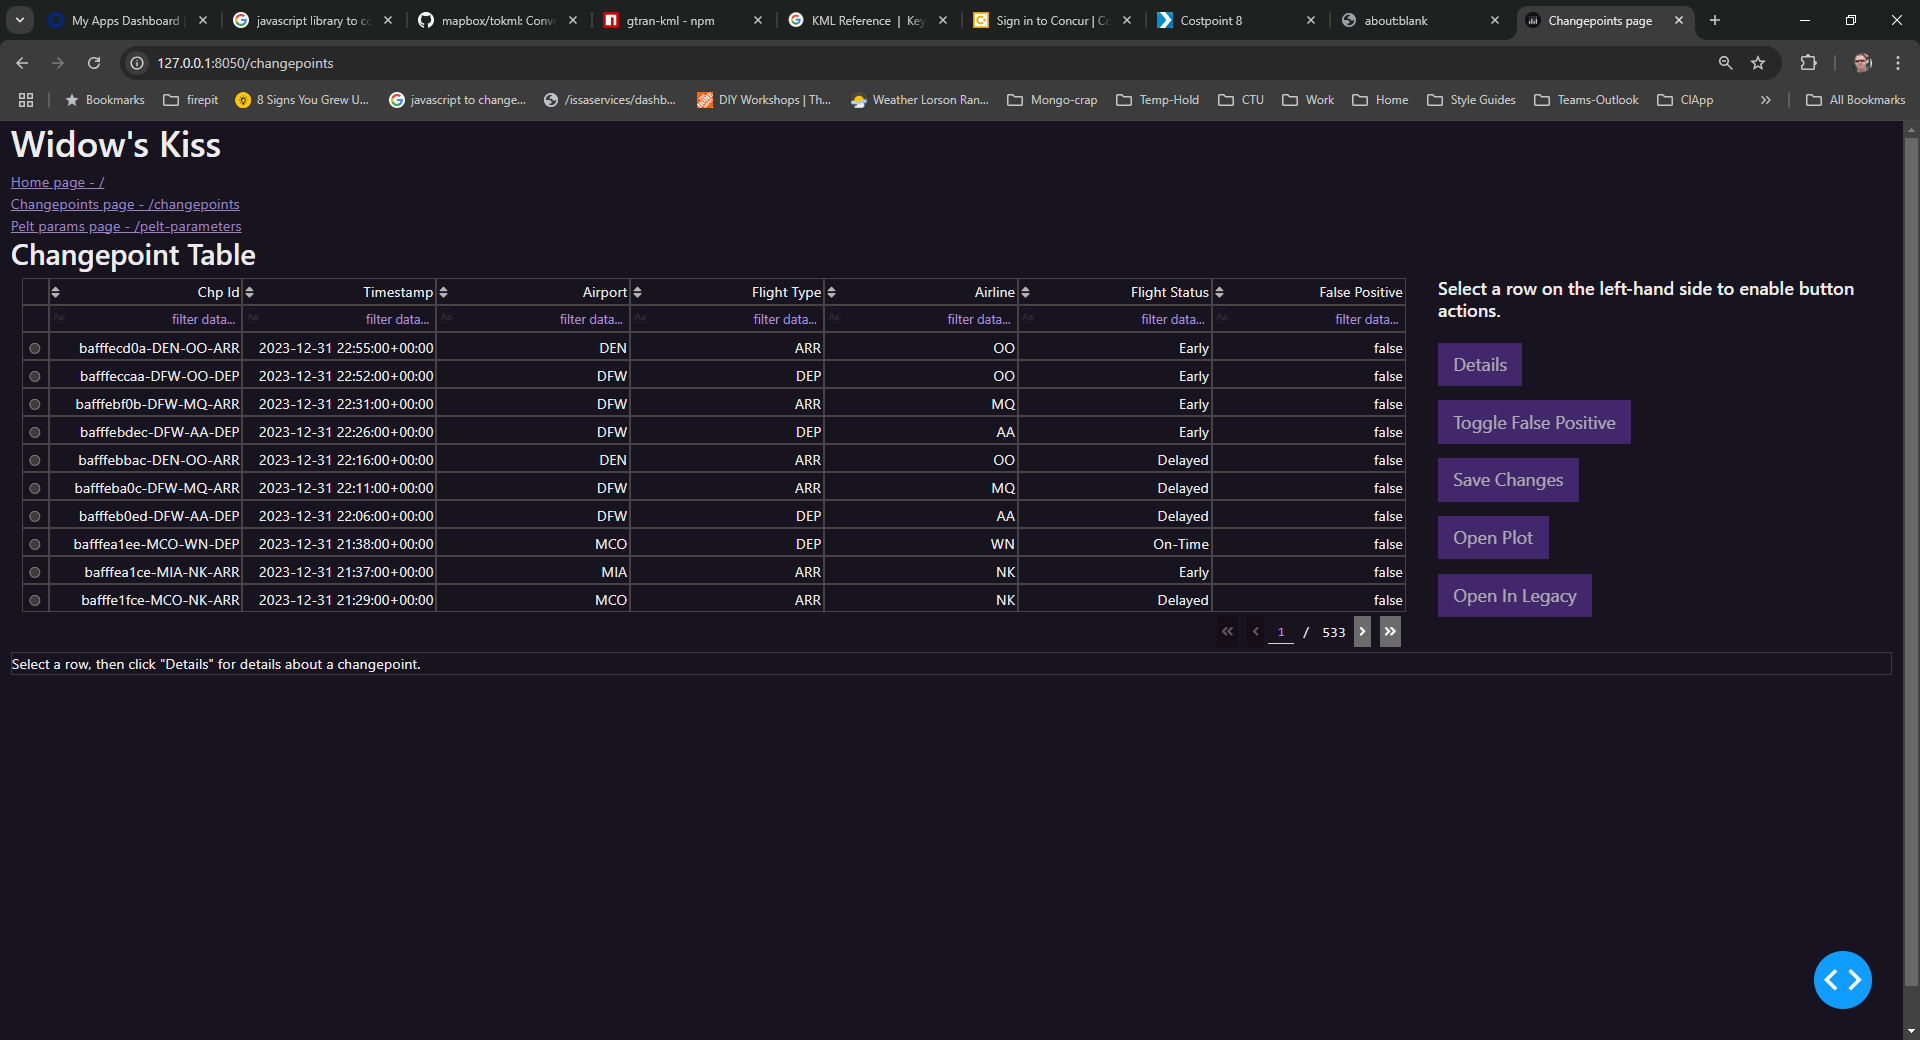 My Apps Dashboard
javascript library to co
mapbox/tokml: Conv
gtran-kml - npm
KML Reference | Key
Sign in to Concur | Co
Costpoint 8
about:blank
Changepoints page
127.0.0.1:8050/changepoints
Bookmarks firepit 8 Signs You Grew U... javascript to change... /issaservices/dashb... DIY Workshops | Th... Weather Lorson Ran... Mongo-crap Temp-Hold CTU Work Home Style Guides Teams-Outlook CIApp » All Bookmarks
Widow's Kiss
Home page - /
Changepoints page - /changepoints
Pelt params page - /pelt-parameters
Changepoint Table
Chp Id Timestamp Airport Flight Type Airline Flight Status False Positive
Aa filter data... Aa filter data... Aa filter data... Aa filter data... Aa filter data... Aa filter data... Aa filter data...
bafffecd0a-DEN-OO-ARR 2023-12-31 22:55:00+00:00 DEN ARR OO Early false
bafffeccaa-DFW-OO-DEP 2023-12-31 22:52:00+00:00 DFW DEP OO Early false
bafffebf0b-DFW-MQ-ARR 2023-12-31 22:31:00+00:00 DFW ARR MQ Early false
bafffebdec-DFW-AA-DEP 2023-12-31 22:26:00+00:00 DFW DEP AA Early false
bafffebbac-DEN-OO-ARR 2023-12-31 22:16:00+00:00 DEN ARR OO Delayed false
bafffeba0c-DFW-MQ-ARR 2023-12-31 22:11:00+00:00 DFW ARR MQ Delayed false
bafffeb0ed-DFW-AA-DEP 2023-12-31 22:06:00+00:00 DFW DEP AA Delayed false
bafffea1ee-MCO-WN-DEP 2023-12-31 21:38:00+00:00 MCO DEP WN On-Time false
bafffea1ce-MIA-NK-ARR 2023-12-31 21:37:00+00:00 MIA ARR NK Early false
bafffe1fce-MCO-NK-ARR 2023-12-31 21:29:00+00:00 MCO ARR NK Delayed false
« ‹ 1 / 533 › »
Select a row on the left-hand side to enable button
actions.
Details
Toggle False Positive
Save Changes
Open Plot
Open In Legacy
Select a row, then click "Details" for details about a changepoint.